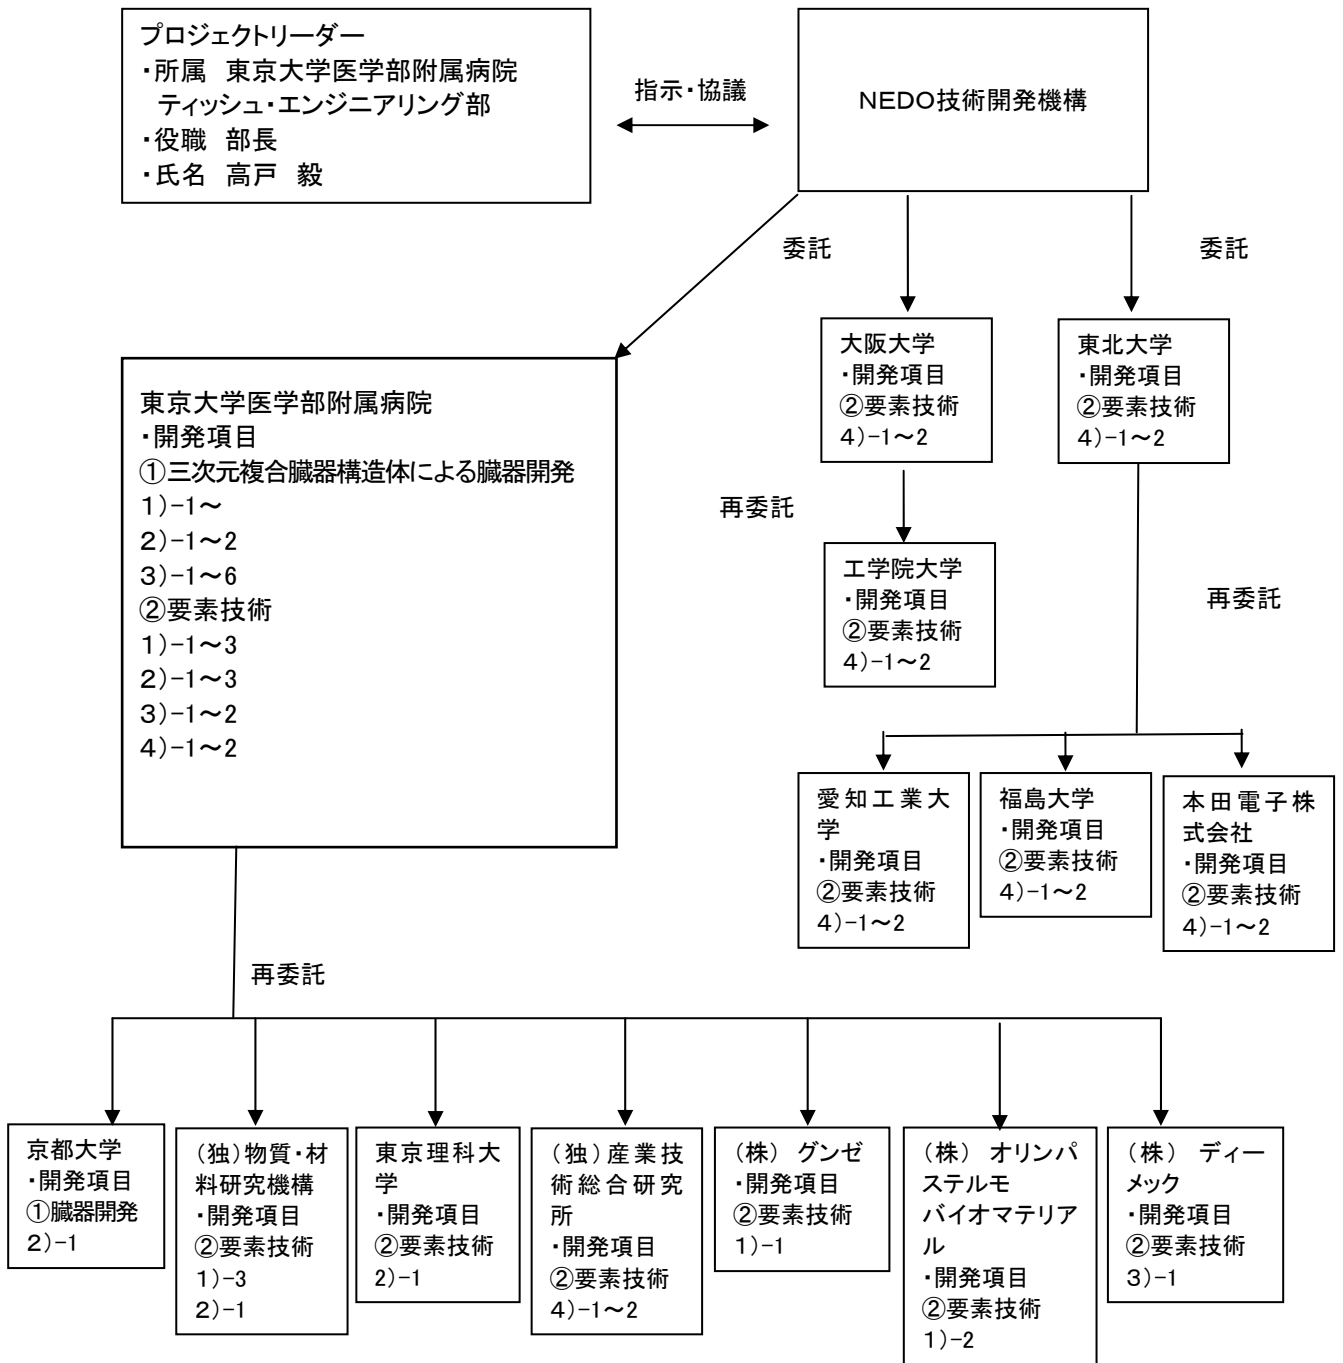 プロジェクトリーダー
・所属 東京大学医学部附属病院
ティッシュ・エンジニアリング部
・役職 部長
・氏名 高戸 毅
指示・協議
NEDO技術開発機構
委託
委託
大阪大学
・開発項目
②要素技術
4)-1~2
東北大学
・開発項目
②要素技術
4)-1~2
東京大学医学部附属病院
・開発項目
①三次元複合臓器構造体による臓器開発
1)-1~
2)-1~2
3)-1~6
②要素技術
1)-1~3
2)-1~3
3)-1~2
4)-1~2
再委託
工学院大学
・開発項目
②要素技術
4)-1~2
再委託
愛知工業大
学
・開発項目
②要素技術
4)-1~2
福島大学
・開発項目
②要素技術
4)-1~2
本田電子株
式会社
・開発項目
②要素技術
4)-1~2
再委託
京都大学
・開発項目
①臓器開発
2)-1
(独)物質・材
料研究機構
・開発項目
②要素技術
1)-3
2)-1
東京理科大
学
・開発項目
②要素技術
2)-1
(独)産業技
術総合研究
所
・開発項目
②要素技術
4)-1~2
(株) グンゼ
・開発項目
②要素技術
1)-1
(株) オリンパ
ステルモ
バイオマテリア
ル
・開発項目
②要素技術
1)-2
(株) ディー
メック
・開発項目
②要素技術
3)-1